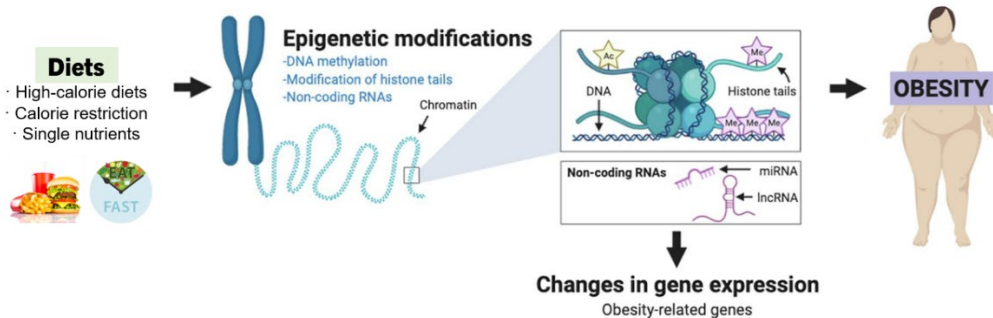 Diets
· High-calorie diets
· Calorie restriction
· Single nutrients
EAT
FAST
Epigenetic modifications
-DNA methylation
-Modification of histone tails
-Non-coding RNAs
Chromatin
Ac
Me
DNA
Histone tails
Me
Me
Me
Non-coding RNAs
miRNA
lncRNA
Changes in gene expression
Obesity-related genes
OBESITY